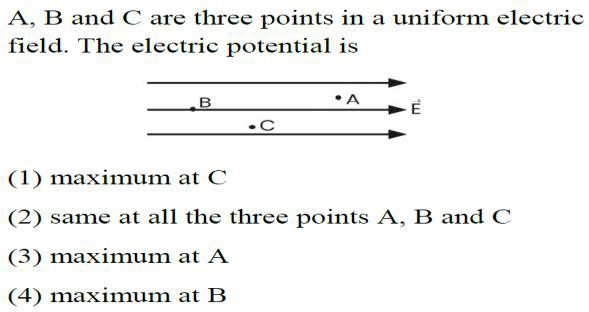 A, B and C are three points in a uniform electric
field. The electric potential is
B
A
E⃗
C
(1) maximum at C
(2) same at all the three points A, B and C
(3) maximum at A
(4) maximum at B